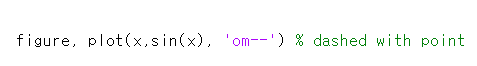 figure, plot(x,sin(x), 'om--') % dashed with point